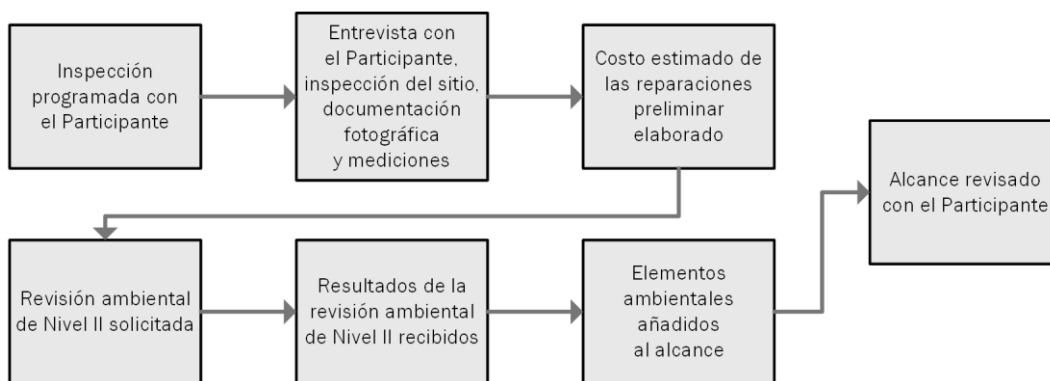 Inspección
programada con
el Participante
Entrevista con
el Participante,
inspección del sitio,
documentación
fotográfica
y mediciones
Costo estimado de
las reparaciones
preliminar
elaborado
Revisión ambiental
de Nivel II solicitada
Resultados de la
revisión ambiental
de Nivel II recibidos
Elementos
ambientales
añadidos
al alcance
Alcance revisado
con el Participante